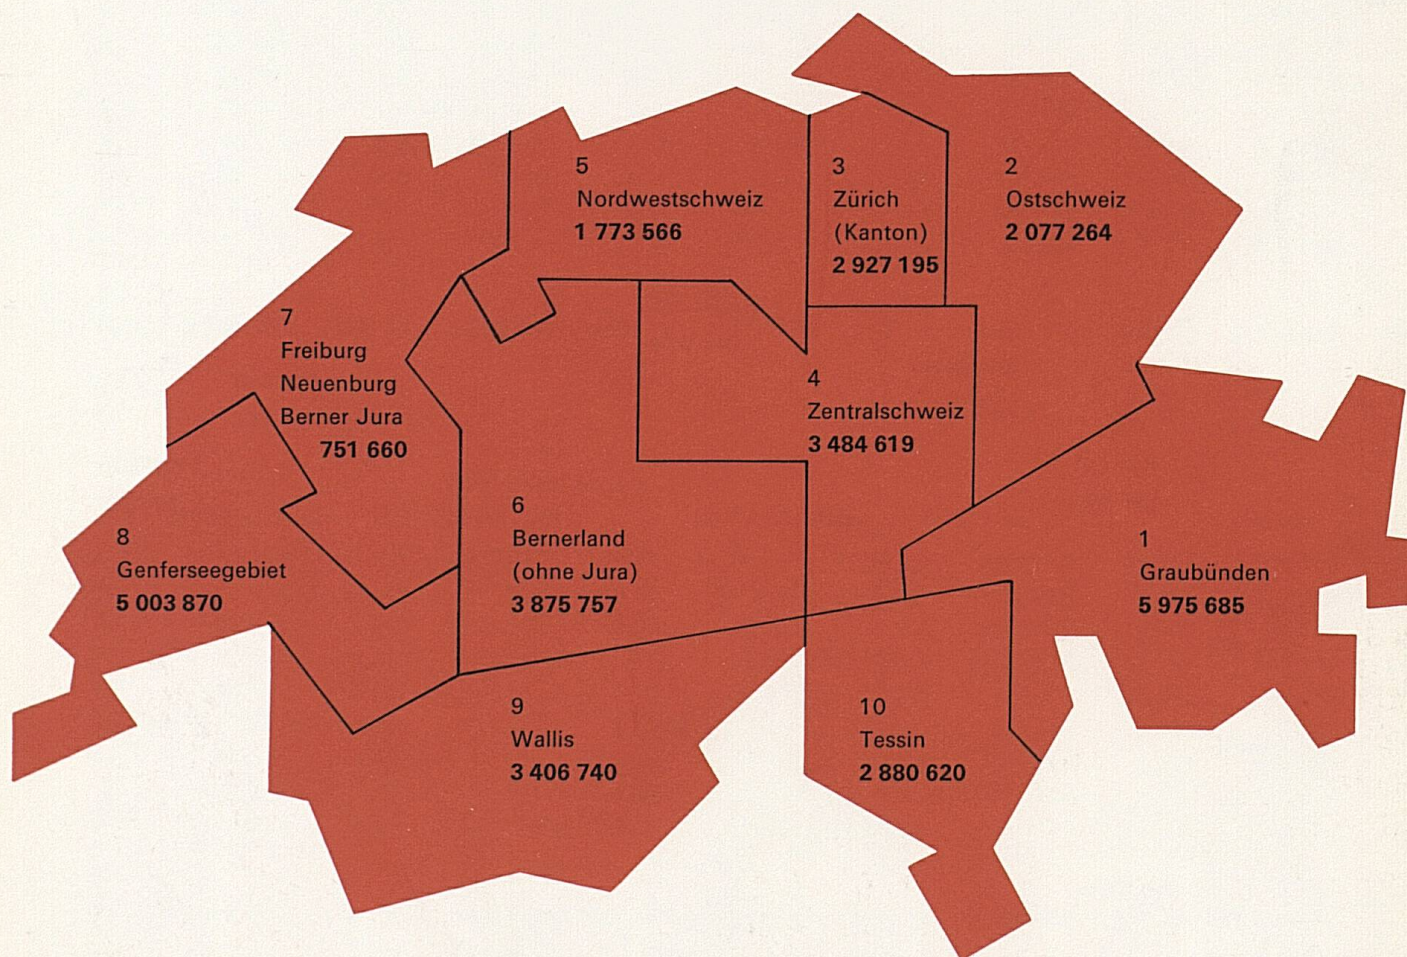 5
Nordwestschweiz
1 773 566
3
Zürich
(Kanton)
2 927 195
2
Ostschweiz
2 077 264
7
Freiburg
Neuenburg
Berner Jura
751 660
4
Zentralschweiz
3 484 619
6
Bernerland
(ohne Jura)
3 875 757
8
Genferseegebiet
5 003 870
1
Graubünden
5 975 685
9
Wallis
3 406 740
10
Tessin
2 880 620